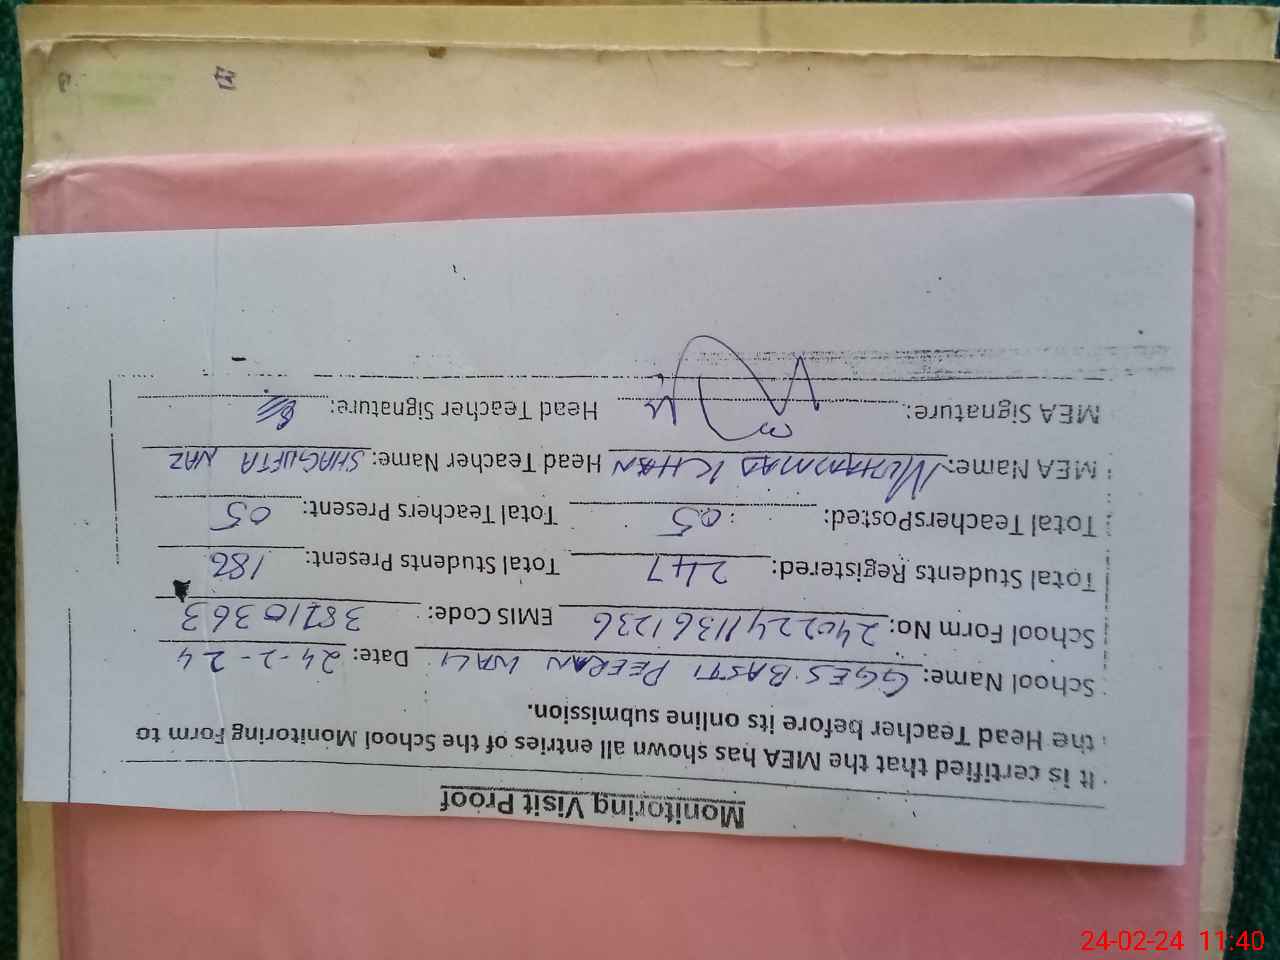 Monitoring Visit Proof
It is certified that the MEA has shown all entries of the School Monitoring Form to
the Head Teacher before its online submission.
School Name: GGES. BASTI PEERAN WALI Date: 24-2-24
School Form No: 24022411361236 EMIS Code: 38210363
Total Students Registered: 247 Total Students Present: 186
Total TeachersPosted: 05 Total Teachers Present: 05
MEA Name: MUHAMMAD KHAN Head Teacher Name: SHAGUFTA NAZ
MEA Signature: Head Teacher Signature:
24-02-24 11:40